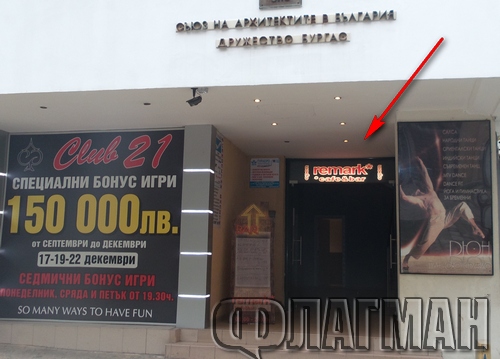 СЪЮЗ НА АРХИТЕКТИТЕ В БЪЛГАРИЯ
ДРУЖЕСТВО БУРГАС
Club 21
СПЕЦИАЛНИ БОНУС ИГРИ
150 000лв.
от СЕПТЕМВРИ до ДЕКЕМВРИ
17-19-22 декември
СЕДМИЧНИ БОНУС ИГРИ
ПОНЕДЕЛНИК, СРЯДА И ПЕТЪК ОТ 19.30ч.
SO MANY WAYS TO HAVE FUN
remark*
cafe&bar
ФЛАГМАН